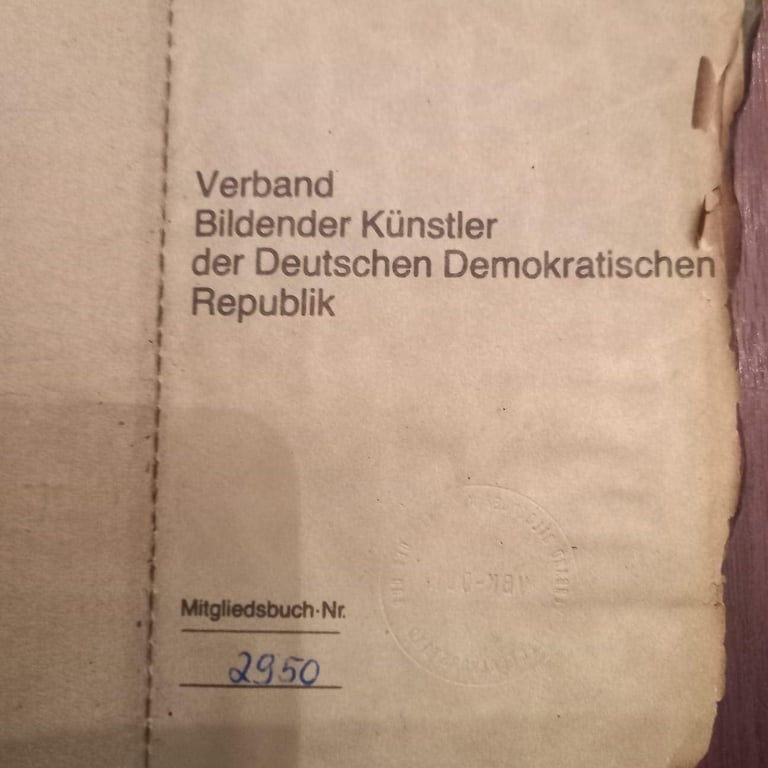 Verband
Bildender Künstler
der Deutschen Demokratischen
Republik
Mitgliedsbuch-Nr.
2950